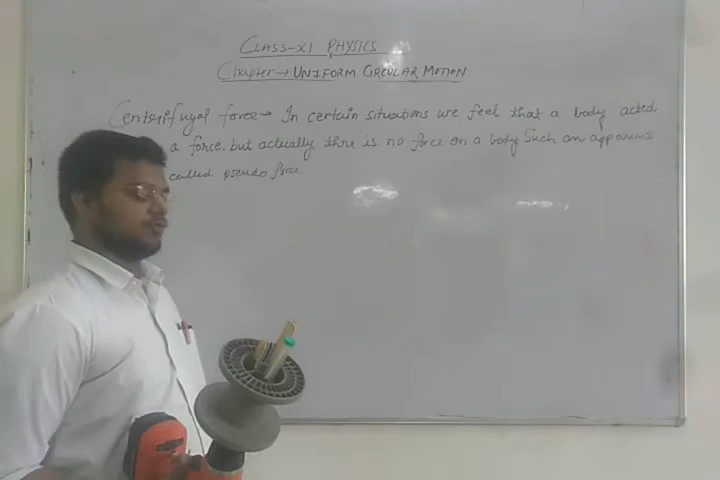 CLASS-XI PHYSICS
Chapter→ UNIFORM CIRCULAR MOTION
Centrifugal force→ In certain situations we feel that a body acted
a force, but actually there is no force on a body Such an apparent
called pseudo force.